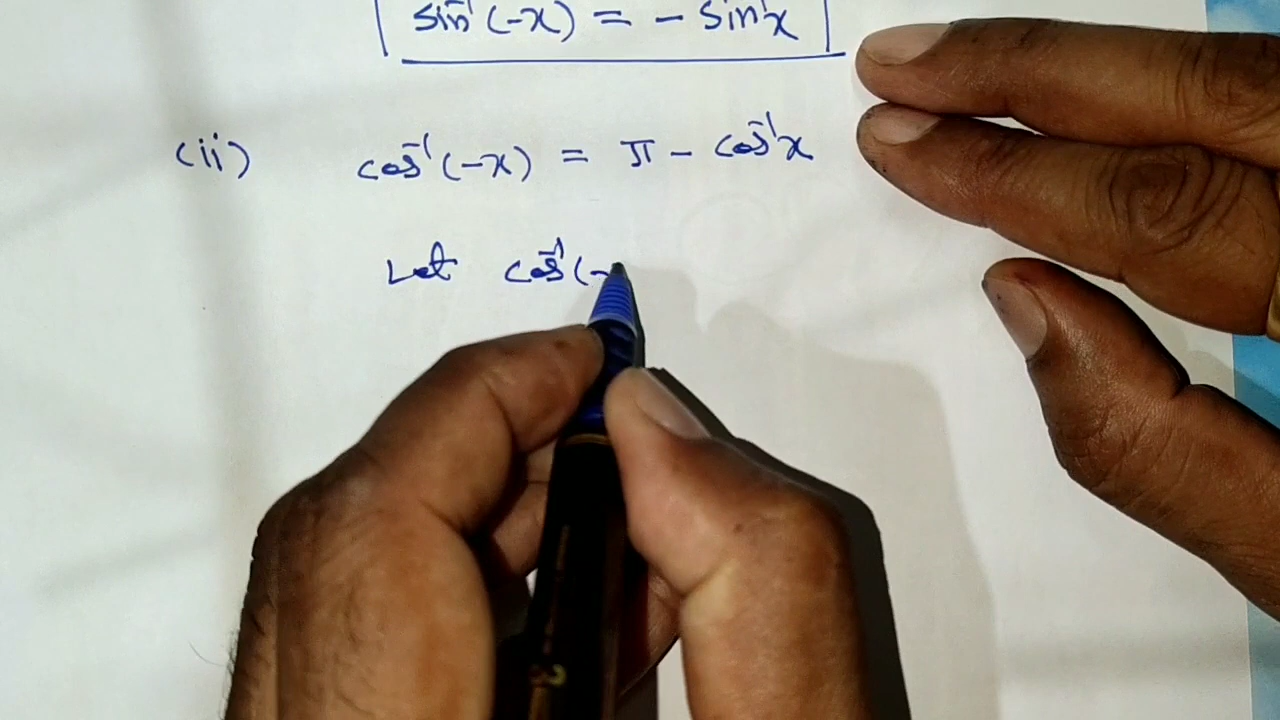 sin⁻¹(-x) = - sin⁻¹x
(ii) cos⁻¹(-x) = π - cos⁻¹x
Let cos⁻¹(-